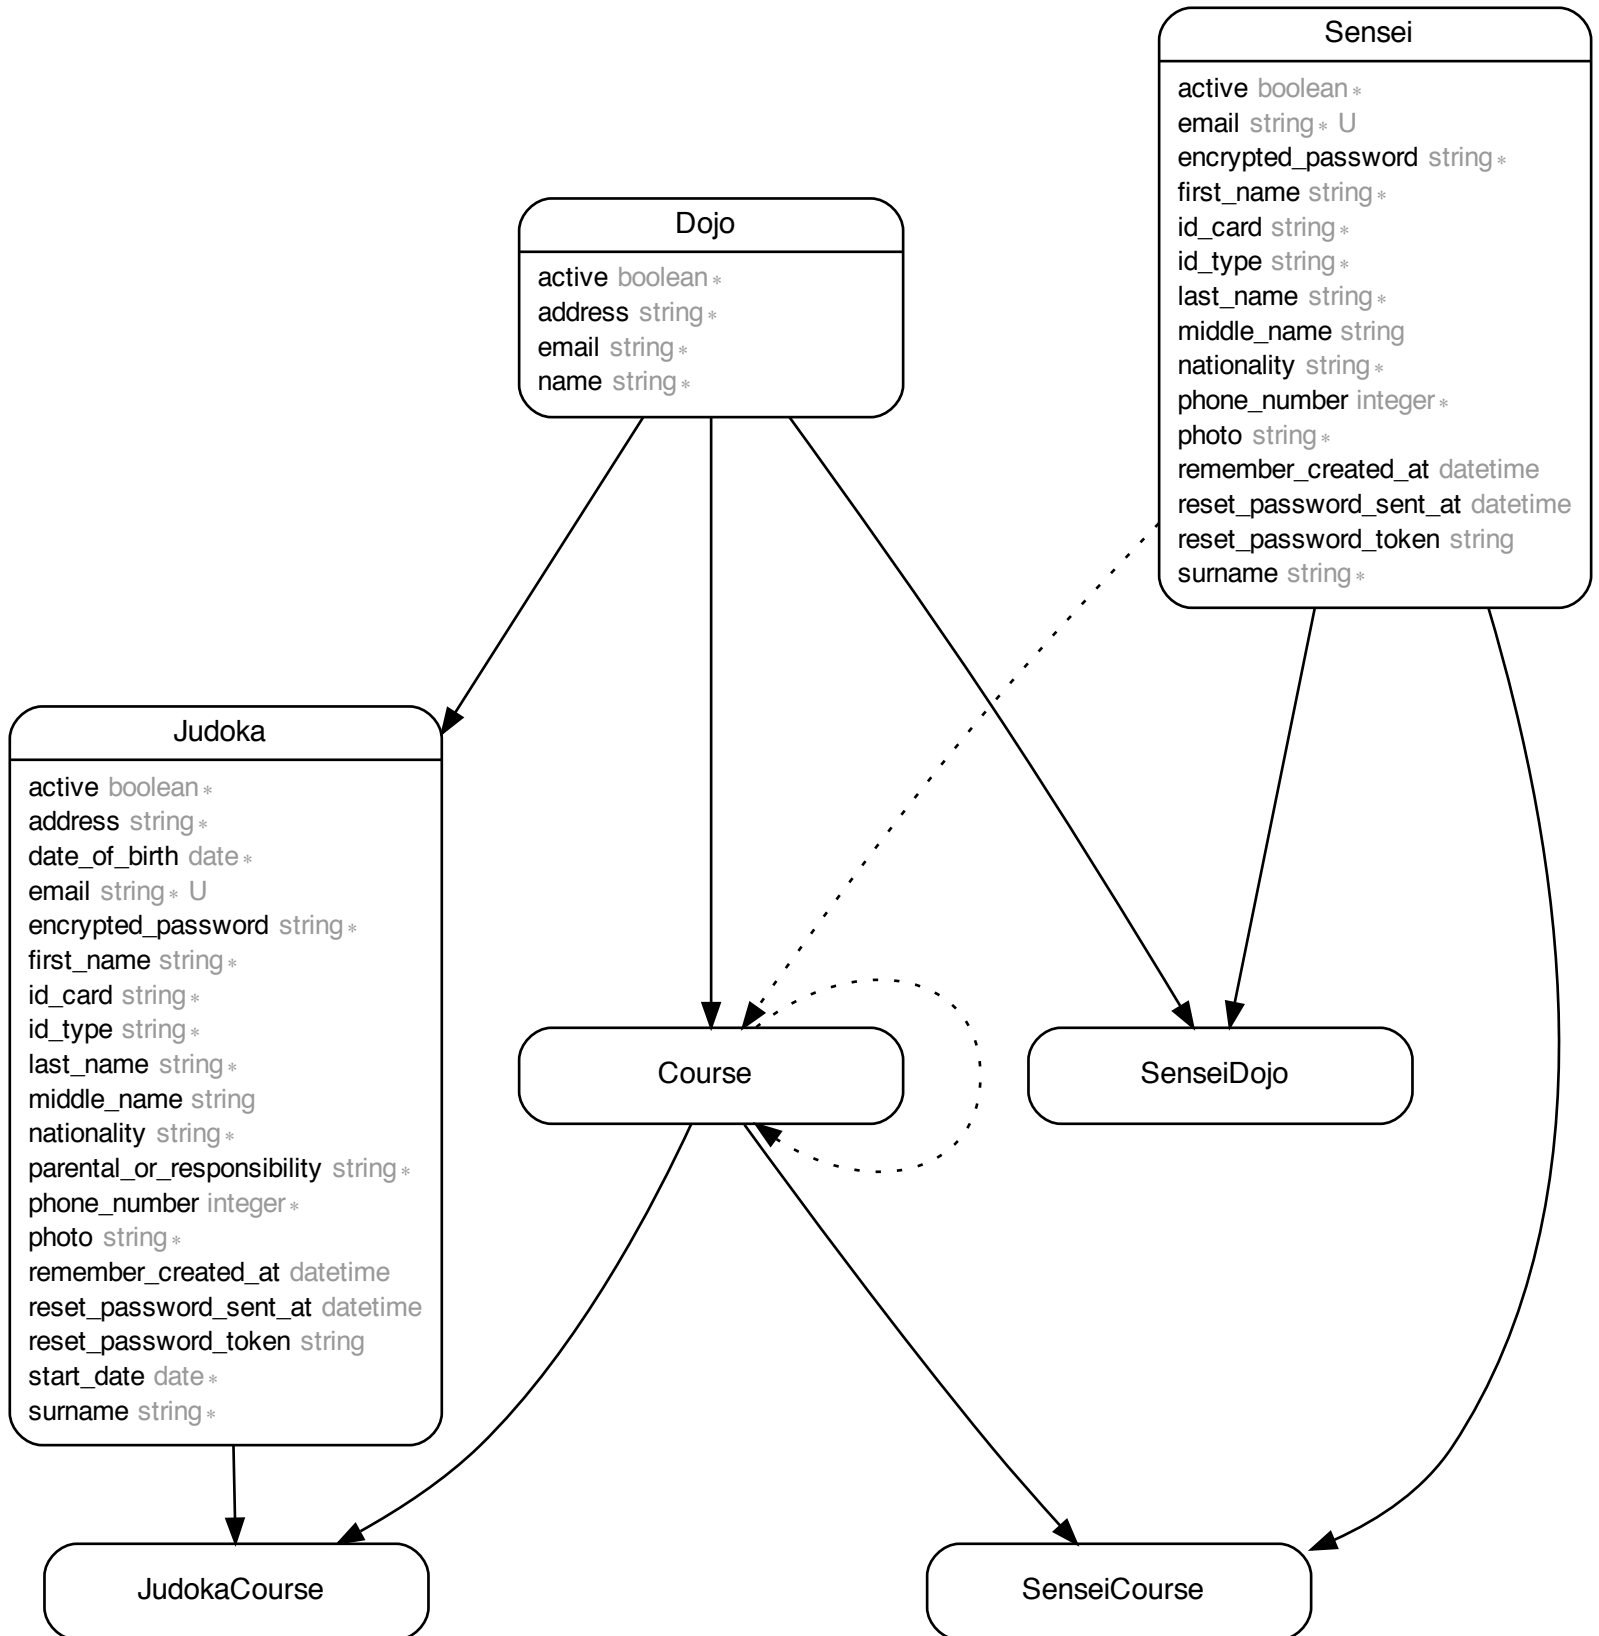 Sensei
active boolean *
email string * U
encrypted_password string *
first_name string *
id_card string *
id_type string *
last_name string *
middle_name string
nationality string *
phone_number integer *
photo string *
remember_created_at datetime
reset_password_sent_at datetime
reset_password_token string
surname string *
Dojo
active boolean *
address string *
email string *
name string *
Judoka
active boolean *
address string *
date_of_birth date *
email string * U
encrypted_password string *
first_name string *
id_card string *
id_type string *
last_name string *
middle_name string
nationality string *
parental_or_responsibility string *
phone_number integer *
photo string *
remember_created_at datetime
reset_password_sent_at datetime
reset_password_token string
start_date date *
surname string *
Course
SenseiDojo
JudokaCourse
SenseiCourse